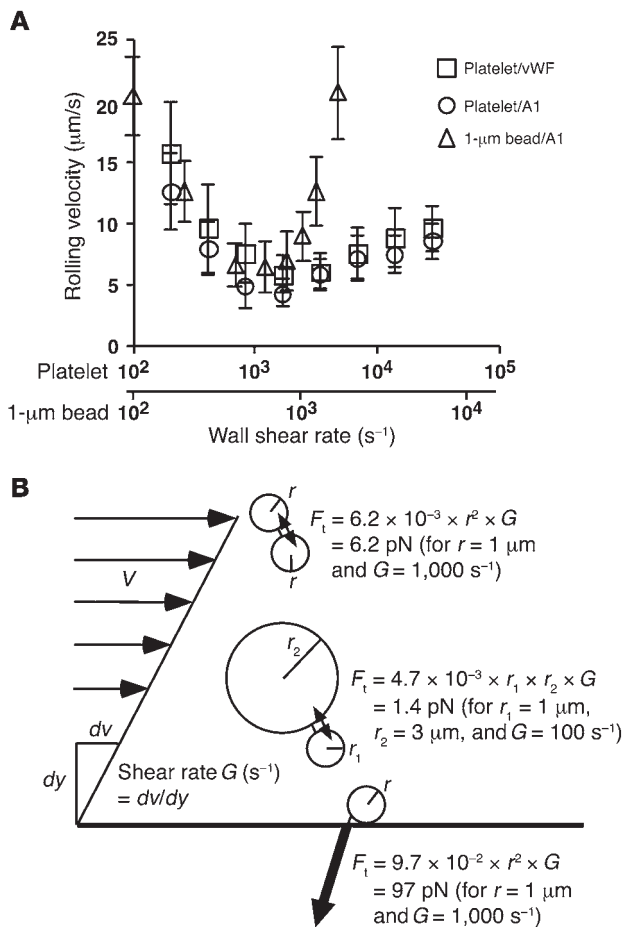 A
25
20
15
10
5
0
Rolling velocity (µm/s)
Platelet/vWF
Platelet/A1
1-µm bead/A1
Platelet 10² 10³ 10⁴ 10⁵
1-µm bead 10² 10³ 10⁴
Wall shear rate (s⁻¹)
B
V
dv
dy
Shear rate G (s⁻¹)
= dv/dy
r
r
Fₜ = 6.2 × 10⁻³ × r² × G
= 6.2 pN (for r = 1 µm
and G = 1,000 s⁻¹)
r₂
r₁
Fₜ = 4.7 × 10⁻³ × r₁ × r₂ × G
= 1.4 pN (for r₁ = 1 µm,
r₂ = 3 µm, and G = 100 s⁻¹)
r
Fₜ = 9.7 × 10⁻² × r² × G
= 97 pN (for r = 1 µm
and G = 1,000 s⁻¹)